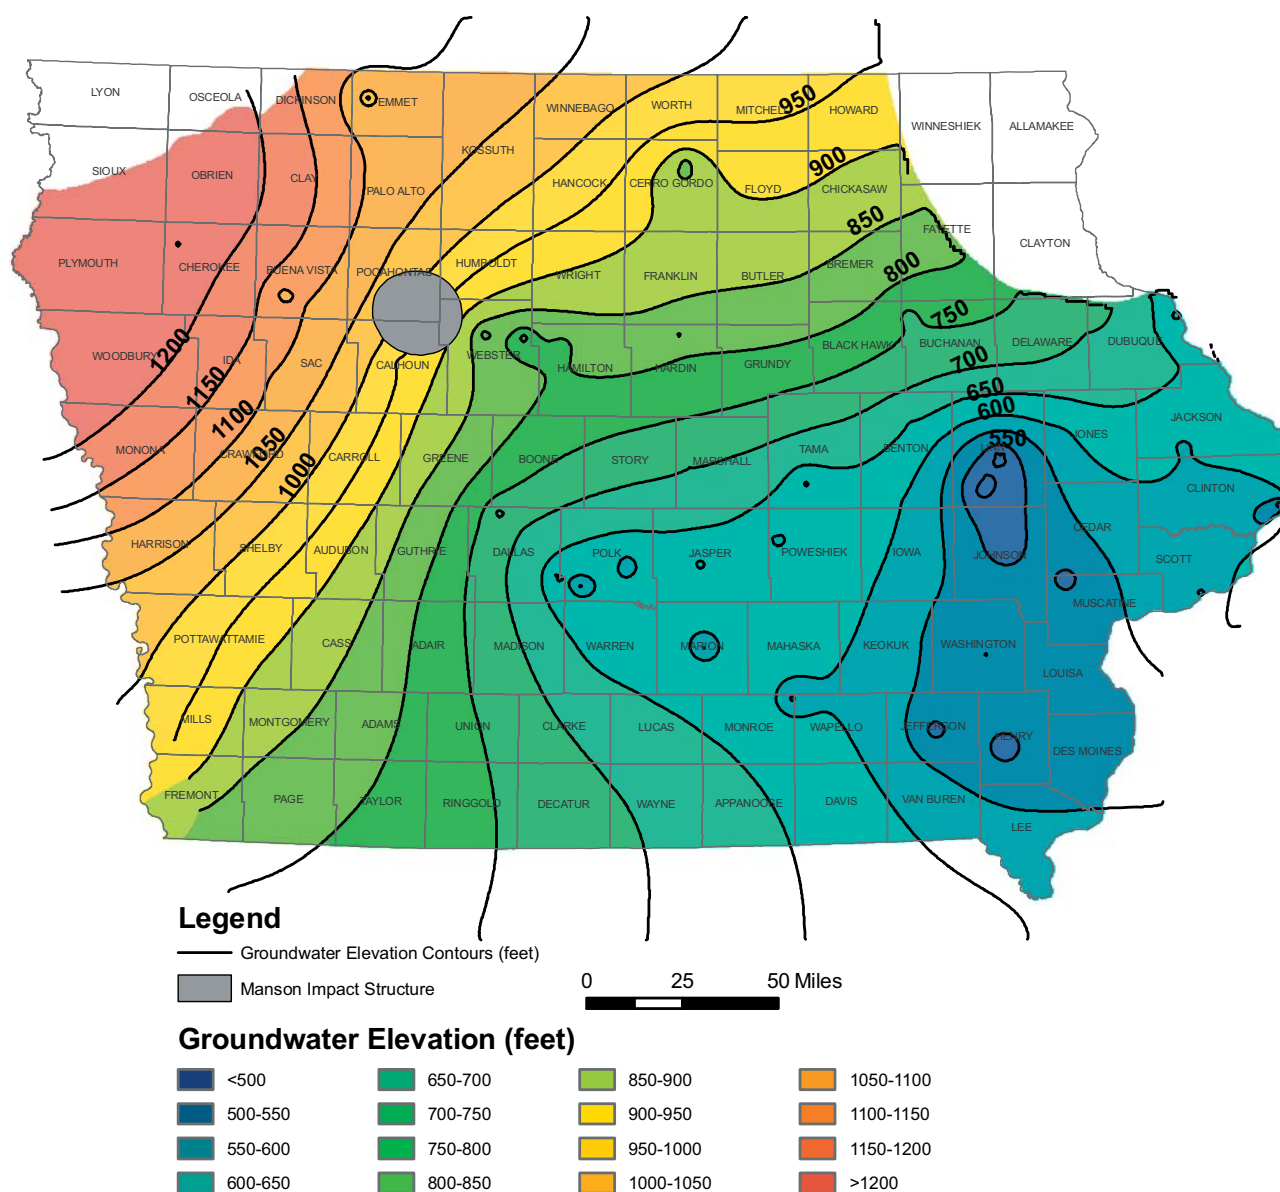 LYON OSCEOLA DICKINSON EMMET WINNEBAGO WORTH MITCHELL 950 HOWARD WINNESHIEK ALLAMAKEE
SIOUX OBRIEN CLAY PALO ALTO KOSSUTH HANCOCK CERRO GORDO FLOYD 900 CHICKASAW
PLYMOUTH CHEROKEE BUENA VISTA POCAHONTAS HUMBOLDT WRIGHT FRANKLIN BUTLER 850 BREMER FAYETTE CLAYTON
800
750
WOODBURY 1200 IDA SAC CALHOUN WEBSTER HAMILTON HARDIN GRUNDY BLACK HAWK BUCHANAN DELAWARE DUBUQUE
1150 700
650
1100 600 JACKSON
MONONA CRAWFORD 1050 CARROLL GREENE BOONE STORY MARSHALL TAMA BENTON LINN 550 JONES
1000 CLINTON
HARRISON SHELBY AUDUBON GUTHRIE DALLAS POLK JASPER POWESHIEK IOWA JOHNSON CEDAR SCOTT
MUSCATINE
POTTAWATTAMIE CASS ADAIR MADISON WARREN MARION MAHASKA KEOKUK WASHINGTON LOUISA
MILLS MONTGOMERY ADAMS UNION CLARKE LUCAS MONROE WAPELLO JEFFERSON HENRY DES MOINES
FREMONT PAGE TAYLOR RINGGOLD DECATUR WAYNE APPANOOSE DAVIS VAN BUREN LEE
Legend
Groundwater Elevation Contours (feet)
Manson Impact Structure
0 25 50 Miles
Groundwater Elevation (feet)
<500 650-700 850-900 1050-1100
500-550 700-750 900-950 1100-1150
550-600 750-800 950-1000 1150-1200
600-650 800-850 1000-1050 >1200